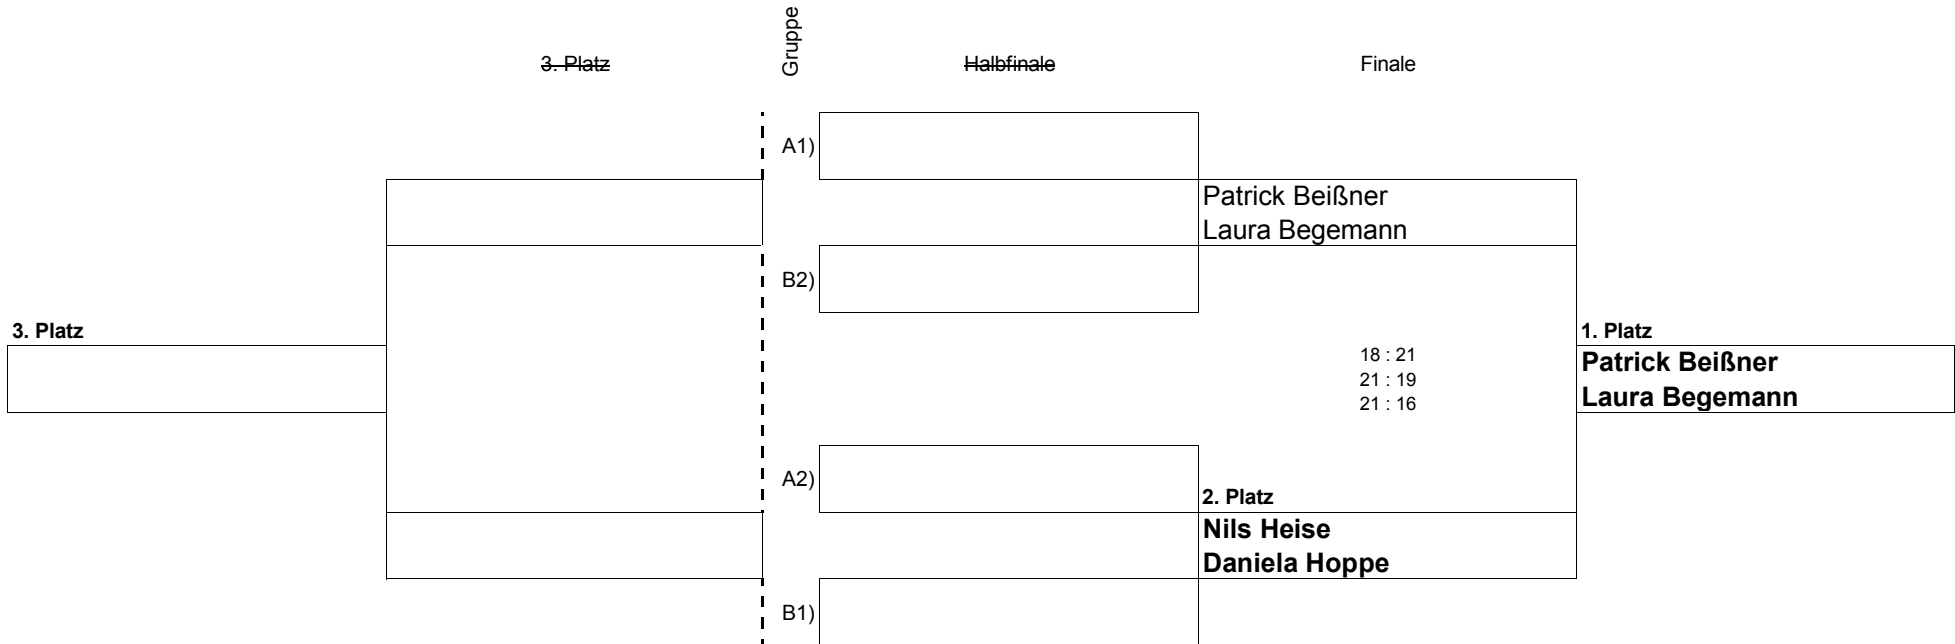 Gruppe
3. Platz
Halbfinale
Finale
A1)
Patrick Beißner
Laura Begemann
B2)
3. Platz
1. Platz
18 : 21
21 : 19
21 : 16
Patrick Beißner
Laura Begemann
A2)
2. Platz
Nils Heise
Daniela Hoppe
B1)